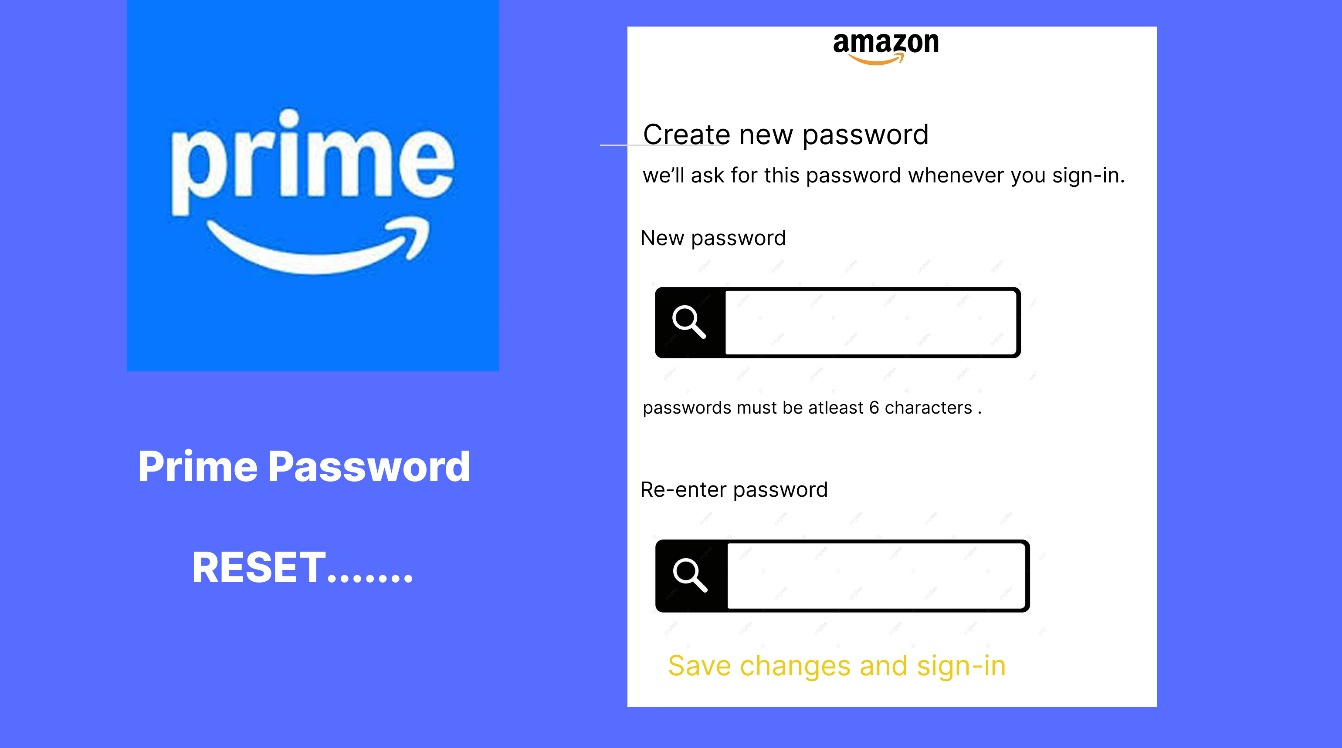 prime
Prime Password
RESET.......
amazon
Create new password
we’ll ask for this password whenever you sign-in.
New password
passwords must be atleast 6 characters .
Re-enter password
Save changes and sign-in